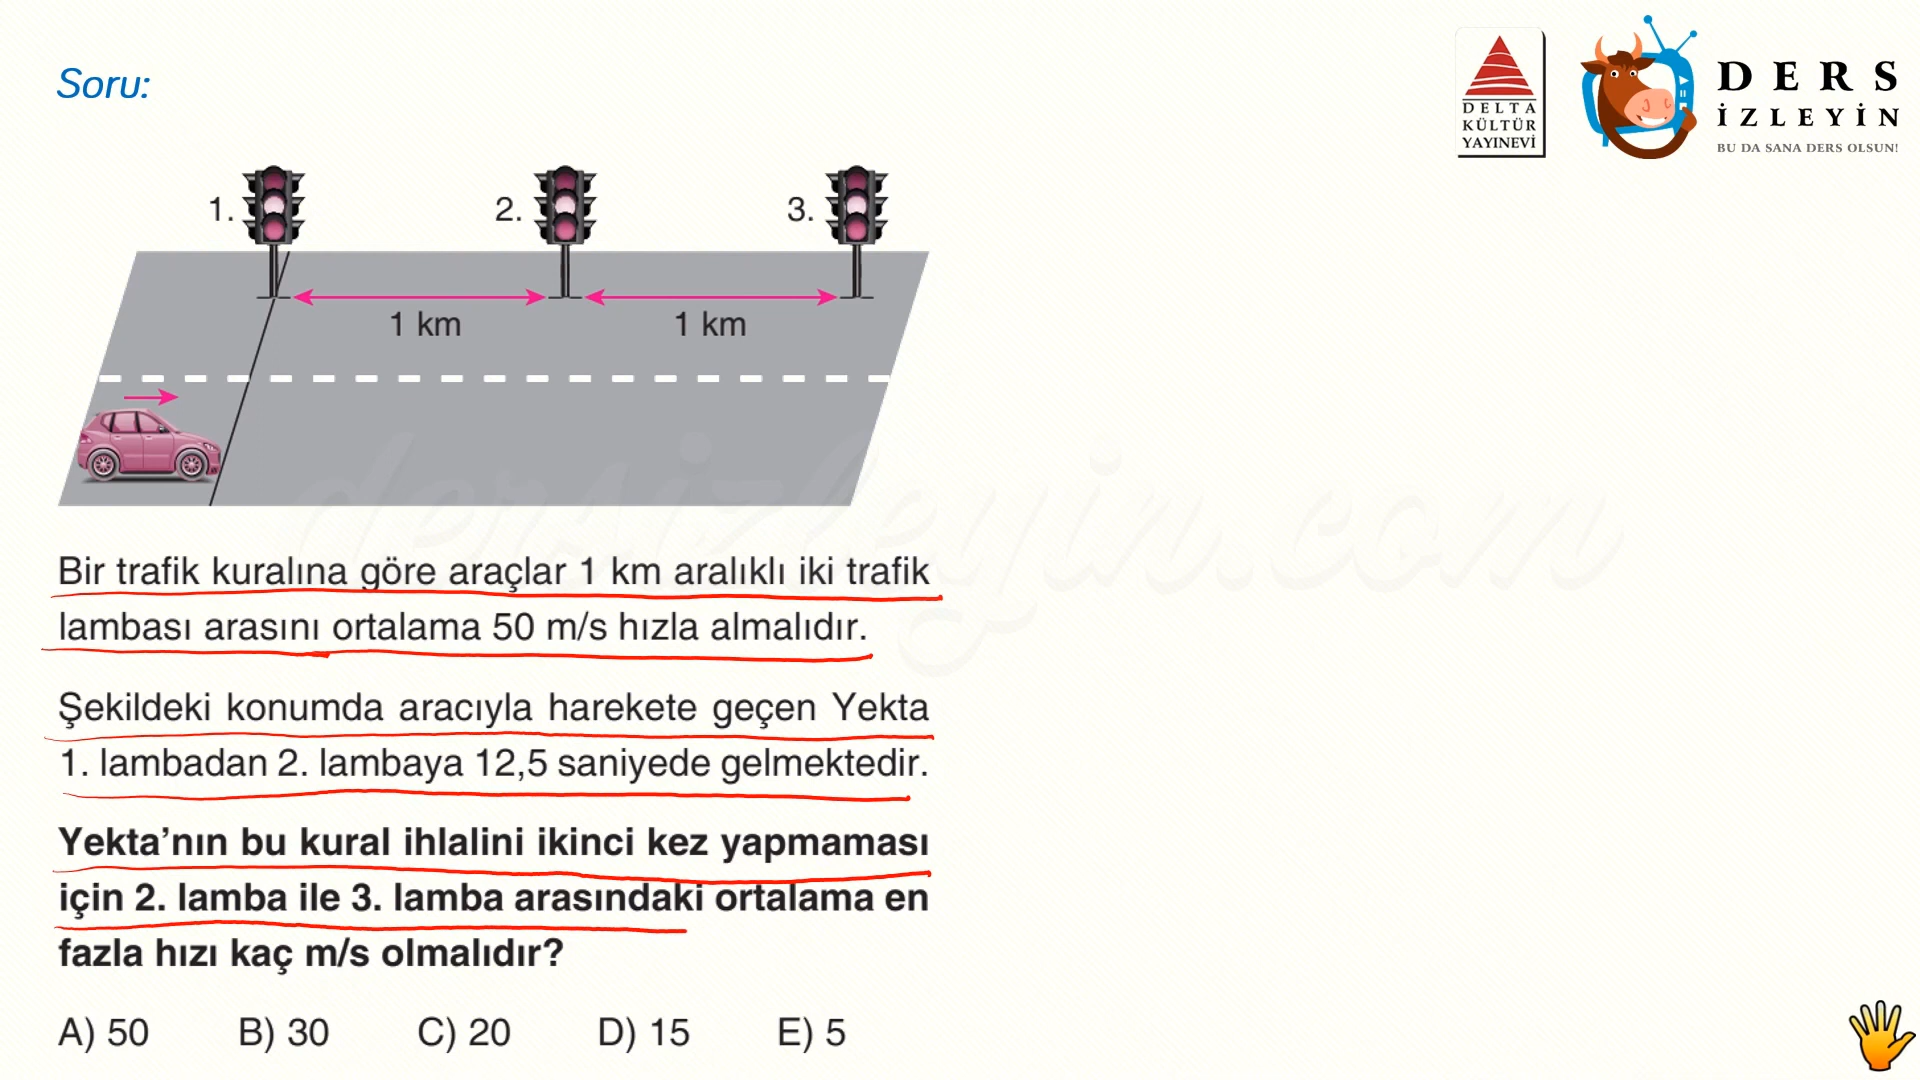 Soru:
DELTA
KÜLTÜR
YAYINEVİ
DERS
İZLEYİN
BU DA SANA DERS OLSUN!
1.
2.
3.
1 km
1 km
dersizleyin.com
Bir trafik kuralına göre araçlar 1 km aralıklı iki trafik
lambası arasını ortalama 50 m/s hızla almalıdır.
Şekildeki konumda aracıyla harekete geçen Yekta
1. lambadan 2. lambaya 12,5 saniyede gelmektedir.
Yekta’nın bu kural ihlalini ikinci kez yapmaması
için 2. lamba ile 3. lamba arasındaki ortalama en
fazla hızı kaç m/s olmalıdır?
A) 50 B) 30 C) 20 D) 15 E) 5